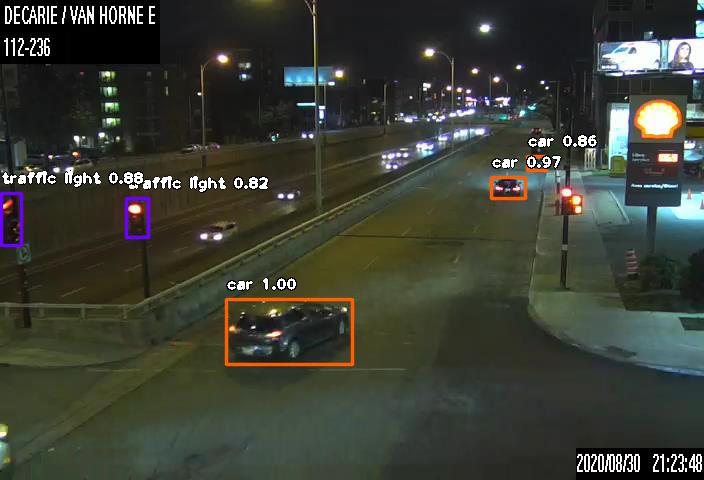 DECARIE / VAN HORNE E
112-236
car 0.86
car 0.97
traffic light 0.88
traffic light 0.82
car 1.00
2020/08/30 21:23:48